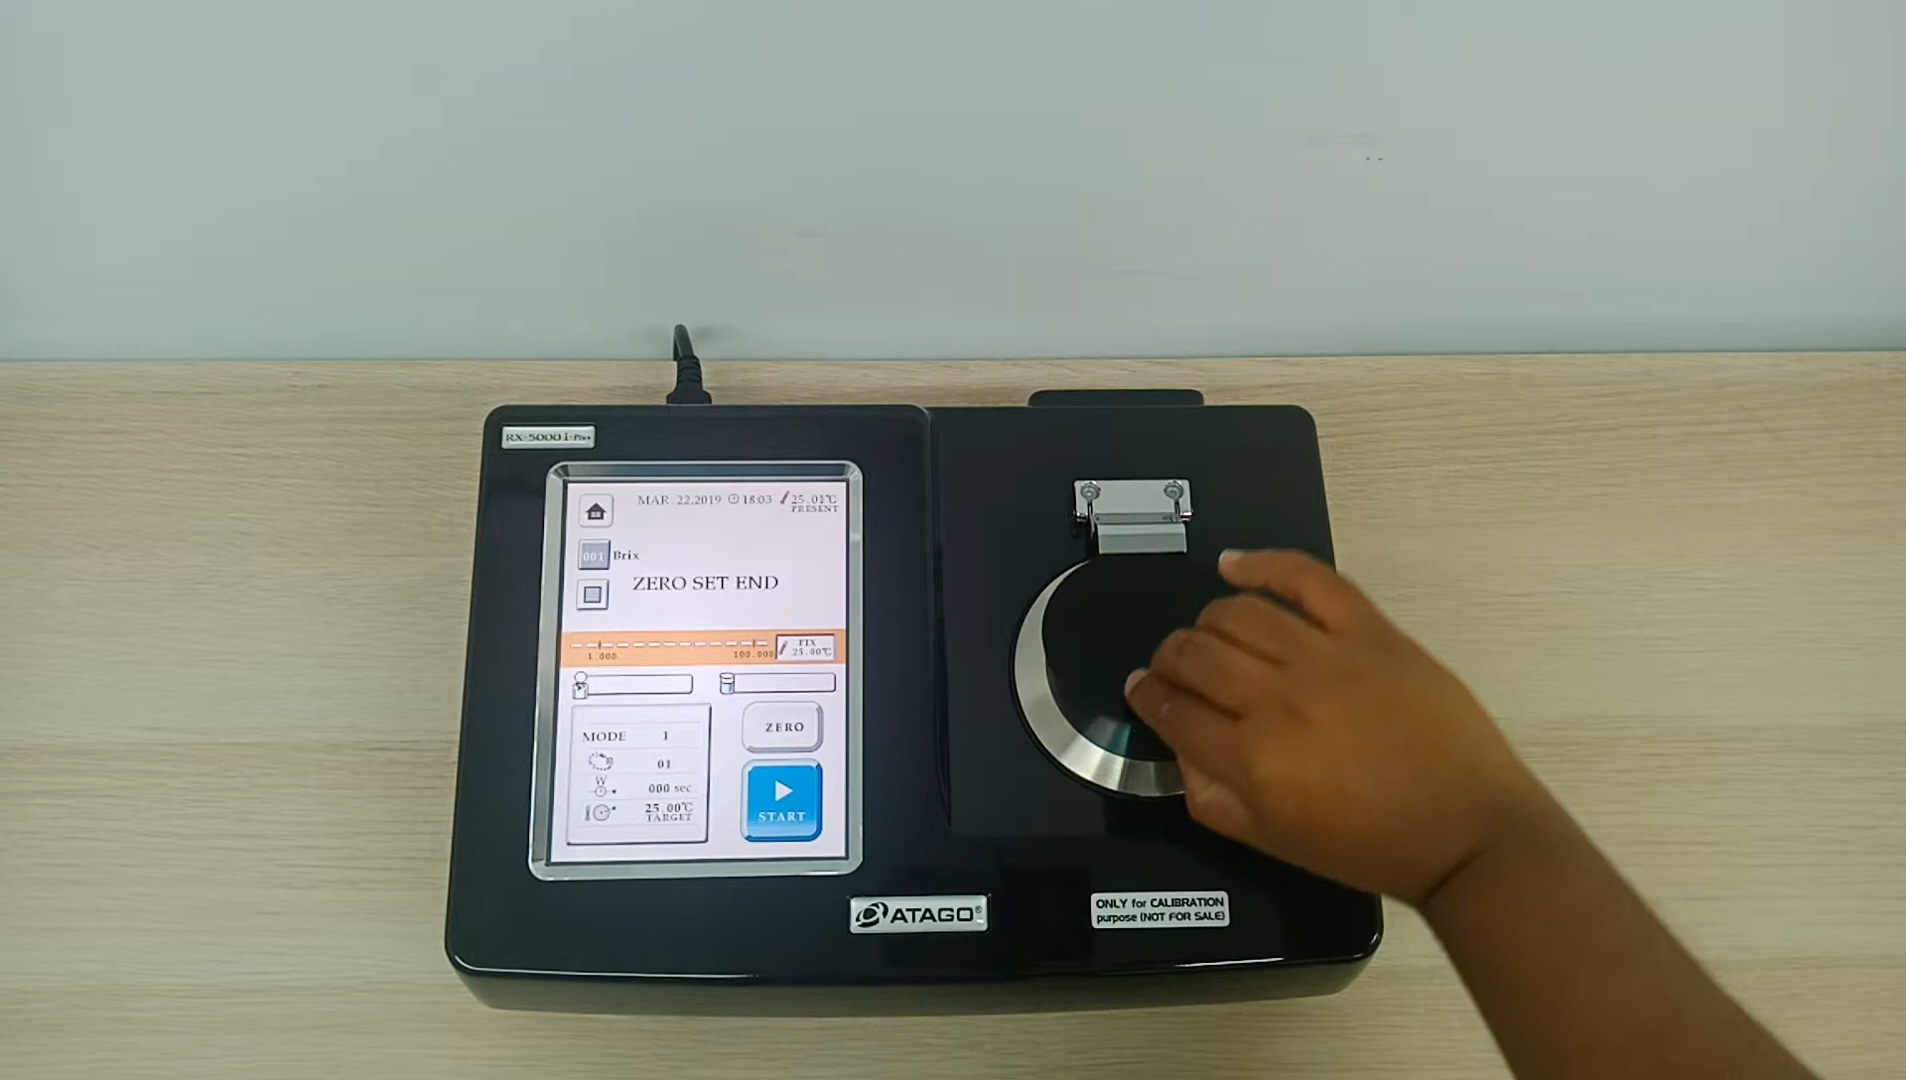 RX-5000 i-Plus
MAR. 22,2019 18:03 25.01℃
PRESENT
001 Brix
ZERO SET END
-1.000 100.000 FIX
25.00℃
MODE 1
ZERO
01
W 000 sec
25.00℃
TARGET
START
ATAGO®
ONLY for CALIBRATION
purpose (NOT FOR SALE)